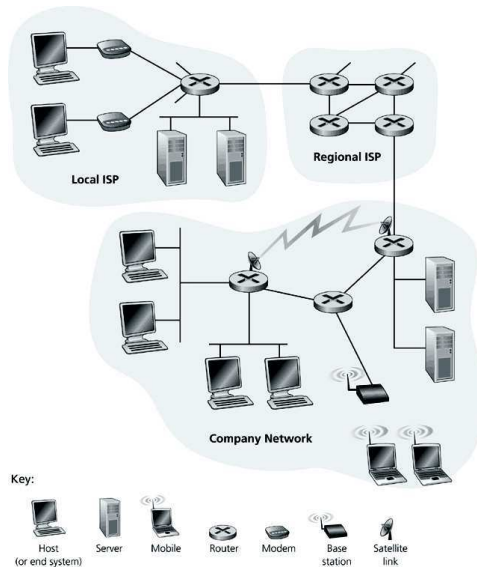 Local ISP
Regional ISP
Company Network
Key:
Host
(or end system)
Server
Mobile
Router
Modem
Base
station
Satellite
link